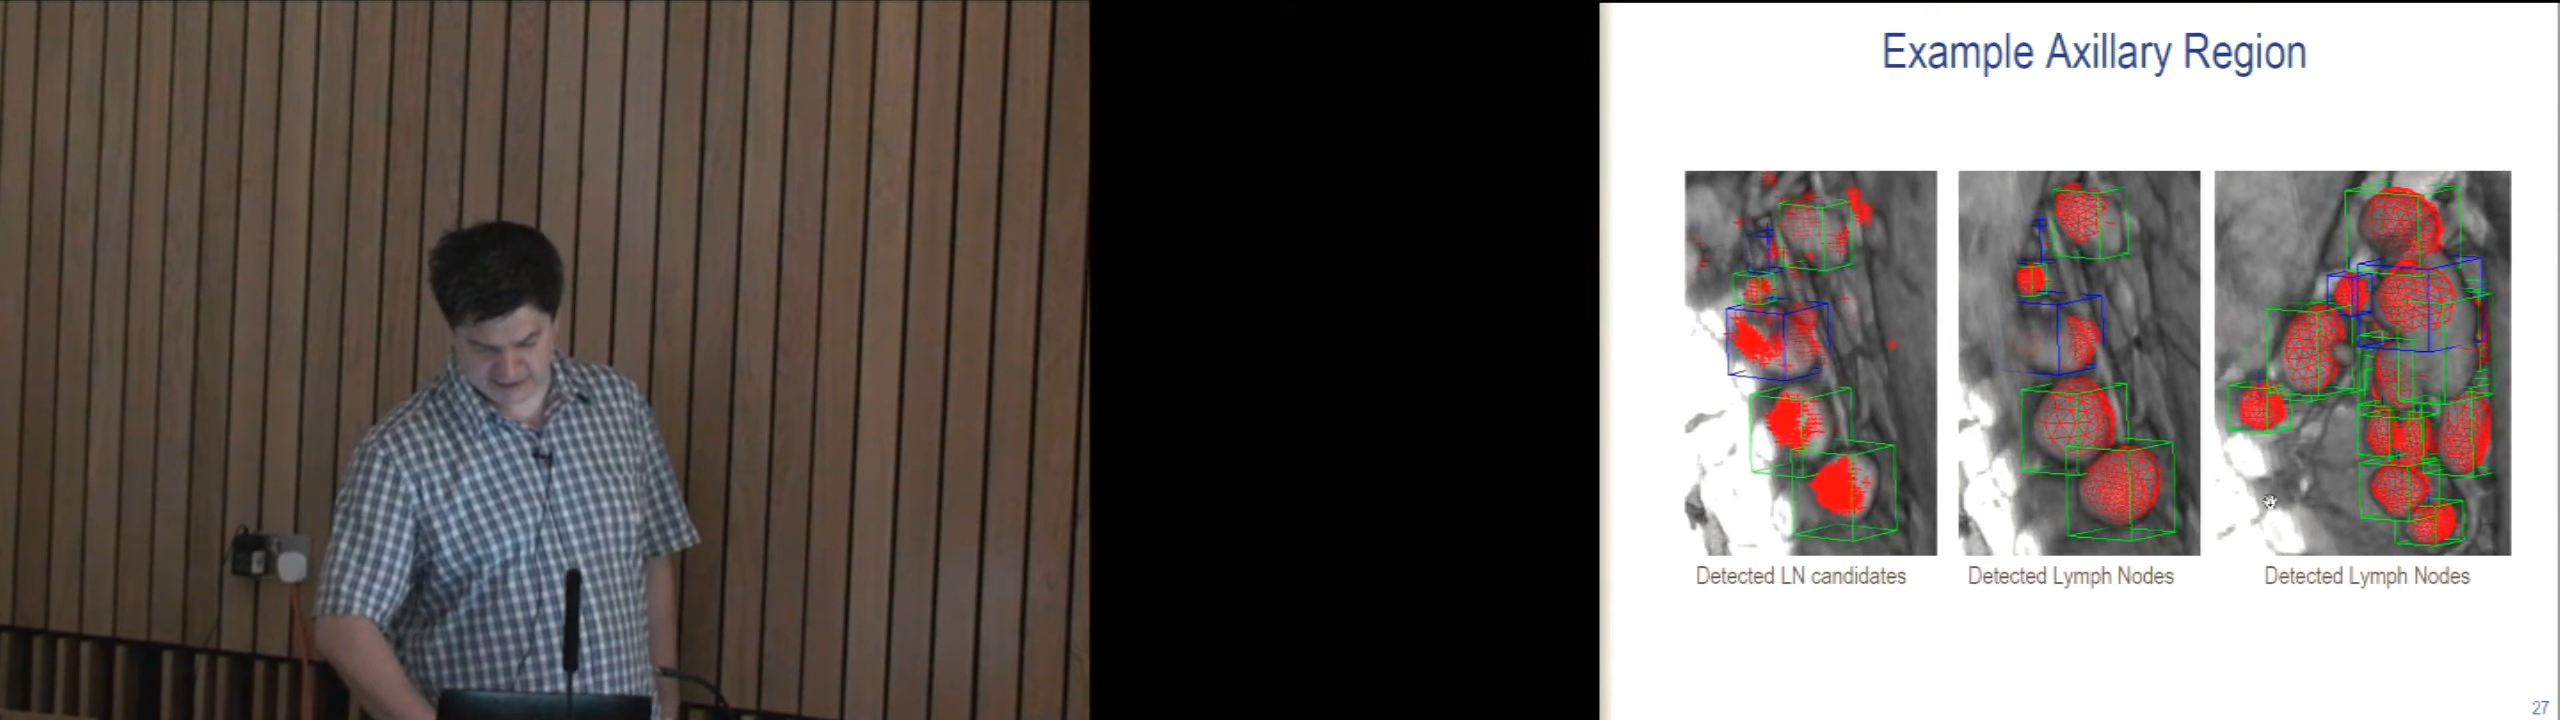 Example Axillary Region
Detected LN candidates
Detected Lymph Nodes
Detected Lymph Nodes
27